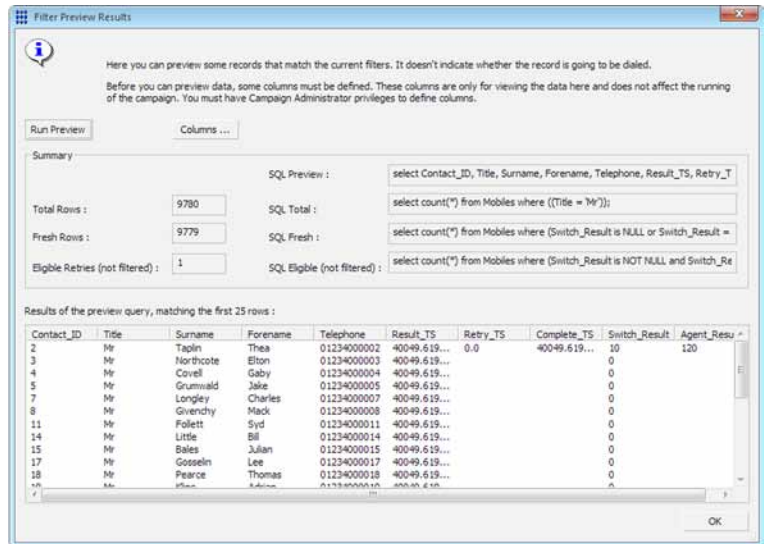 Filter Preview Results
Here you can preview some records that match the current filters. It doesn't indicate whether the record is going to be dialed.
Before you can preview data, some columns must be defined. These columns are only for viewing the data here and does not affect the running
of the campaign. You must have Campaign Administrator privileges to define columns.
Run Preview Columns ...
Summary
SQL Preview : select Contact_ID, Title, Surname, Forename, Telephone, Result_TS, Retry_T
Total Rows : 9780 SQL Total : select count(*) from Mobiles where ((Title = 'Mr'));
Fresh Rows : 9779 SQL Fresh : select count(*) from Mobiles where (Switch_Result is NULL or Switch_Result =
Eligible Retries (not filtered) : 1 SQL Eligible (not filtered) : select count(*) from Mobiles where (Switch_Result is NOT NULL and Switch_Re
Results of the preview query, matching the first 25 rows :
Contact_ID Title Surname Forename Telephone Result_TS Retry_TS Complete_TS Switch_Result Agent_Resu
2 Mr Taplin Thea 01234000002 40049.619... 0.0 40049.619... 10 120
3 Mr Northcote Elton 01234000003 40049.619... 0
4 Mr Covell Gaby 01234000004 40049.619... 0
5 Mr Grumwald Jake 01234000005 40049.619... 0
7 Mr Longley Charles 01234000007 40049.619... 0
8 Mr Givenchy Mack 01234000008 40049.619... 0
11 Mr Follett Syd 01234000011 40049.619... 0
14 Mr Little Bill 01234000014 40049.619... 0
15 Mr Bales Julian 01234000015 40049.619... 0
17 Mr Gosselin Lee 01234000017 40049.619... 0
18 Mr Pearce Thomas 01234000018 40049.619... 0
OK